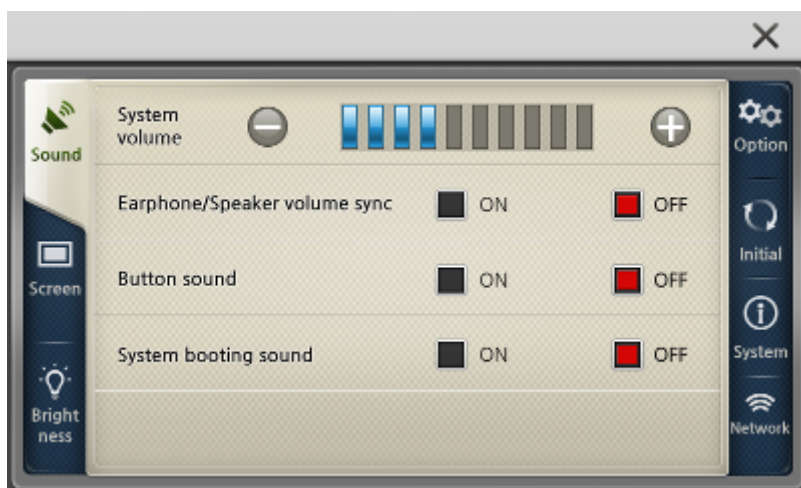 Sound
Screen
Bright
ness
System
volume
Earphone/Speaker volume sync ON OFF
Button sound ON OFF
System booting sound ON OFF
Option
Initial
System
Network